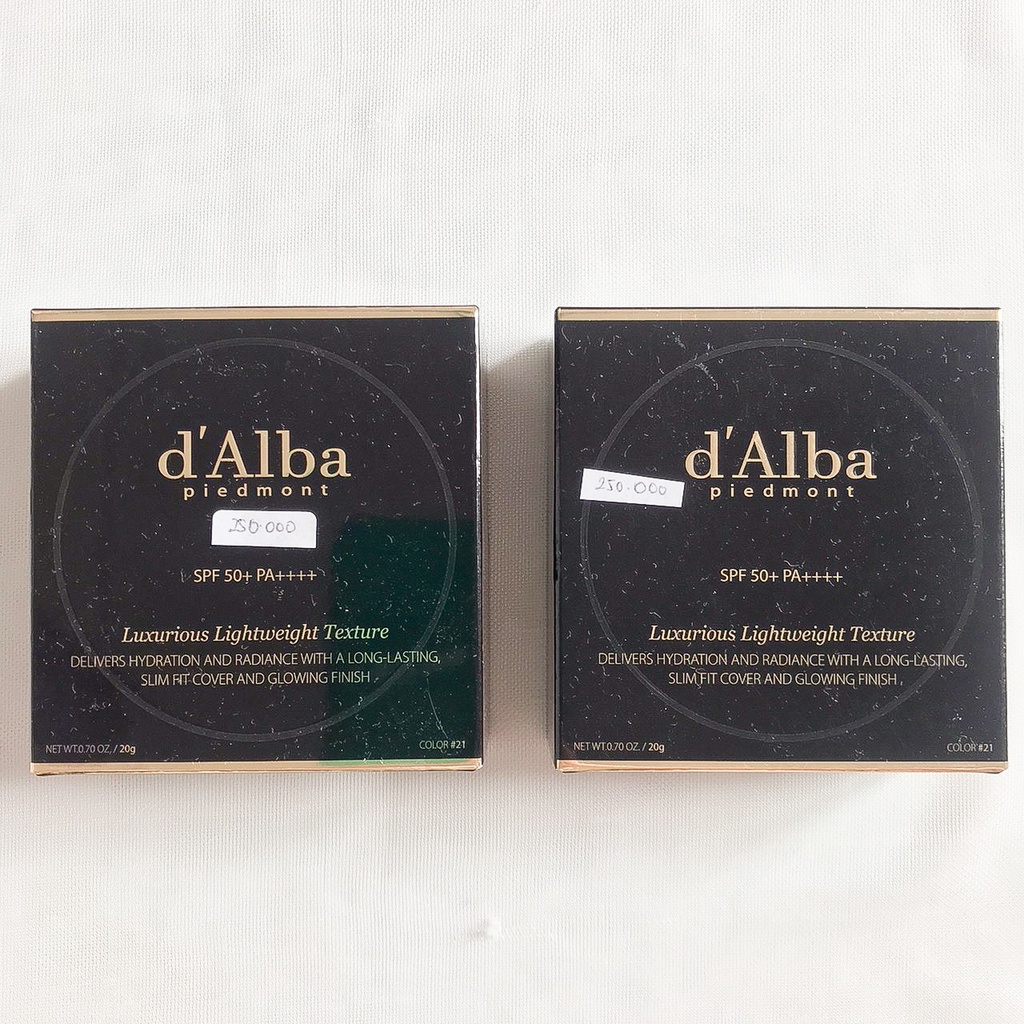 d'Alba
piedmont
250.000
SPF 50+ PA++++
Luxurious Lightweight Texture
DELIVERS HYDRATION AND RADIANCE WITH A LONG-LASTING,
SLIM FIT COVER AND GLOWING FINISH
NET WT.0.70 OZ. / 20g
COLOR #21
d'Alba
piedmont
250.000
SPF 50+ PA++++
Luxurious Lightweight Texture
DELIVERS HYDRATION AND RADIANCE WITH A LONG-LASTING,
SLIM FIT COVER AND GLOWING FINISH
NET WT.0.70 OZ. / 20g
COLOR #21